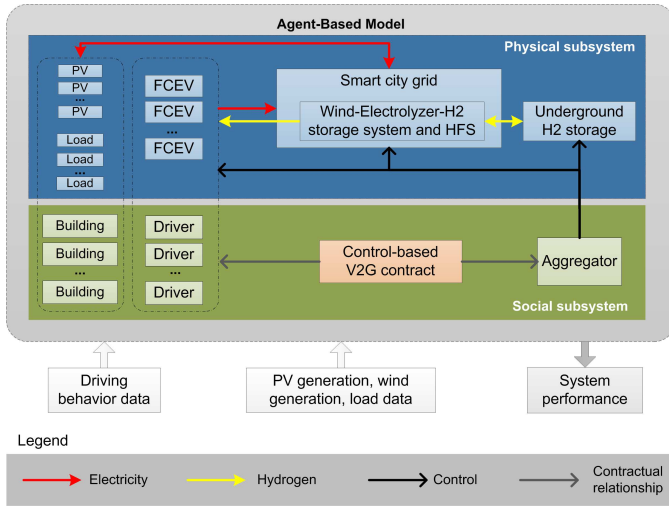 Agent-Based Model
Physical subsystem
PV
PV
...
PV
Load
Load
...
Load
FCEV
FCEV
...
FCEV
Smart city grid
Wind-Electrolyzer-H2
storage system and HFS
Underground
H2 storage
Building
Building
...
Building
Driver
Driver
...
Driver
Control-based
V2G contract
Aggregator
Social subsystem
Driving
behavior data
PV generation, wind
generation, load data
System
performance
Legend
Electricity
Hydrogen
Control
Contractual
relationship